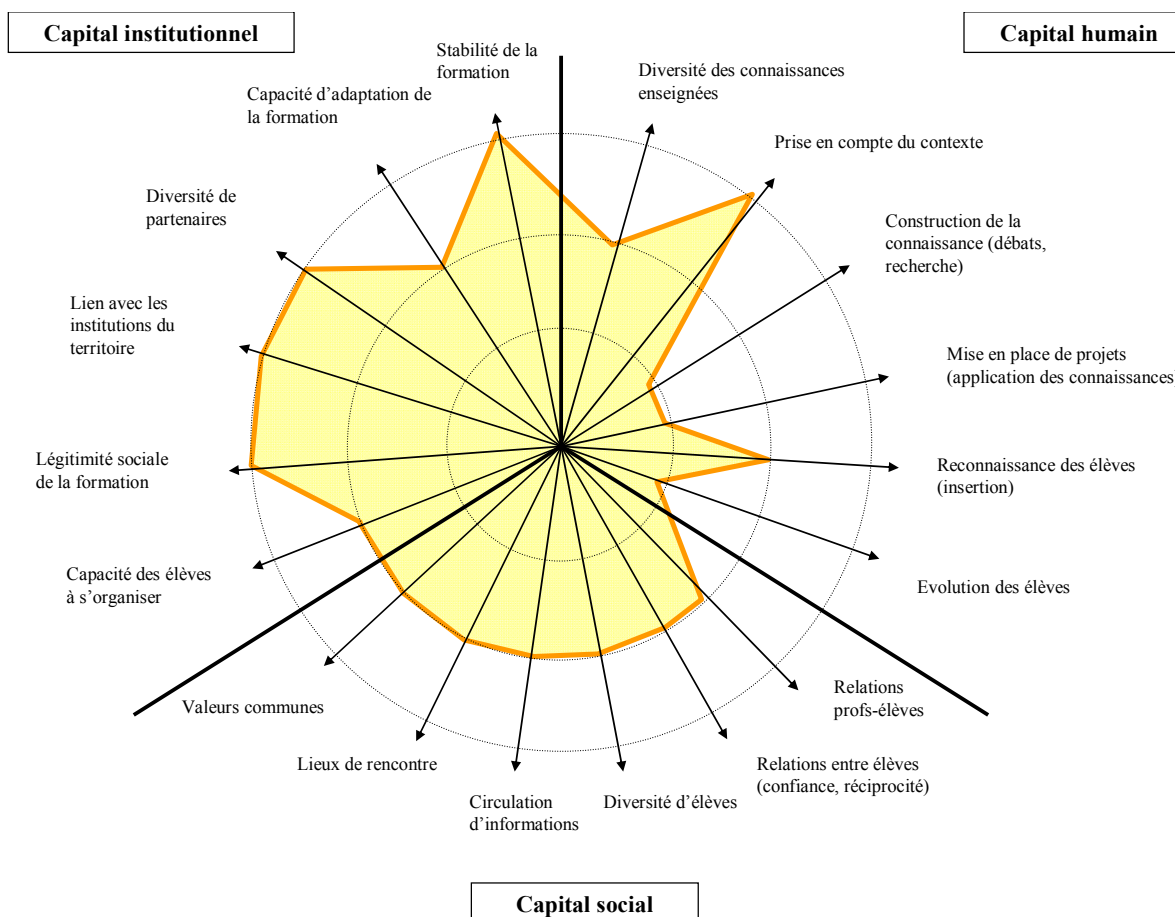 Capital institutionnel
Capital humain
Stabilité de la
formation
Diversité des connaissances
enseignées
Capacité d’adaptation de
la formation
Prise en compte du contexte
Diversité de
partenaires
Construction de la
connaissance (débats,
recherche)
Lien avec les
institutions du
territoire
Mise en place de projets
(application des connaissances)
Légitimité sociale
de la formation
Reconnaissance des élèves
(insertion)
Capacité des élèves
à s’organiser
Evolution des élèves
Valeurs communes
Relations
profs-élèves
Lieux de rencontre
Relations entre élèves
(confiance, réciprocité)
Circulation
d’informations
Diversité d’élèves
Capital social